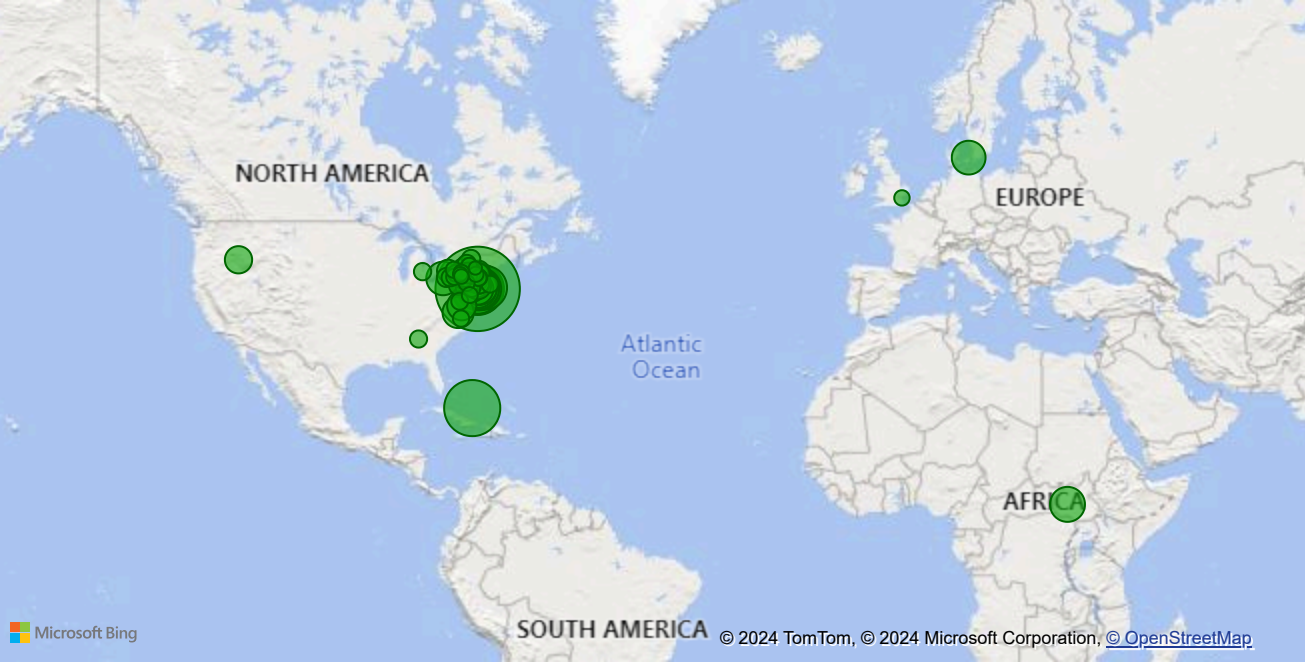 NORTH AMERICA
EUROPE
Atlantic
Ocean
AFRICA
SOUTH AMERICA
Microsoft Bing
© 2024 TomTom, © 2024 Microsoft Corporation, © OpenStreetMap